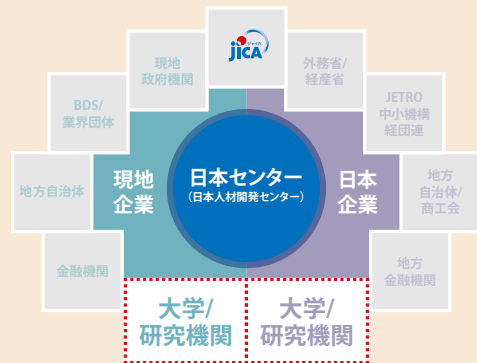 ジャイカ
JICA
現地
政府機関
外務省/
経産省
BDS/
業界団体
JETRO
中小機構
経団連
地方自治体
現地
企業
日本センター
（日本人材開発センター）
日本
企業
地方
自治体/
商工会
金融機関
地方
金融機関
大学/
研究機関
大学/
研究機関